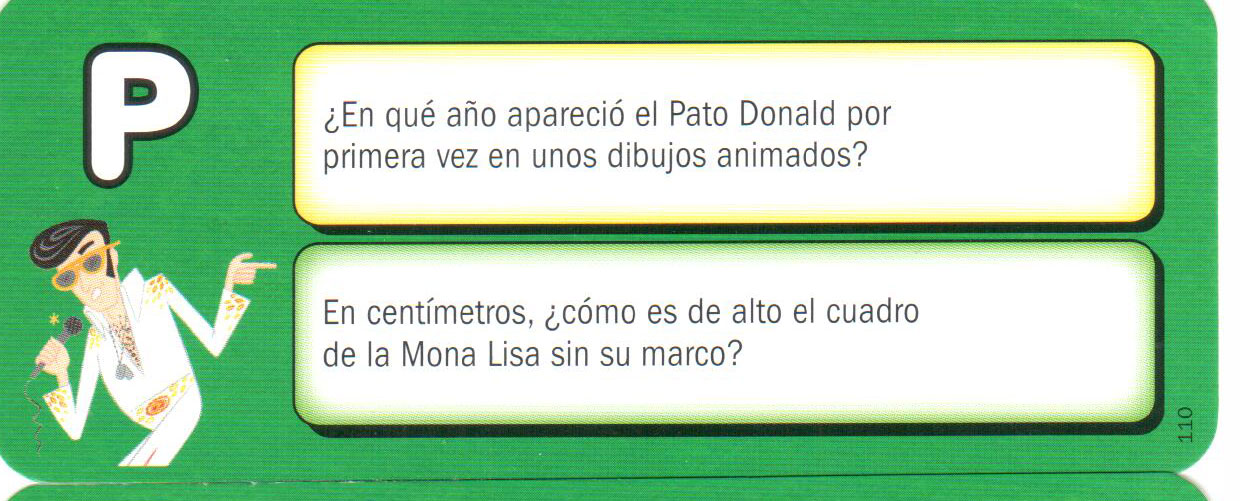 P
¿En qué año apareció el Pato Donald por
primera vez en unos dibujos animados?
En centímetros, ¿cómo es de alto el cuadro
de la Mona Lisa sin su marco?
110